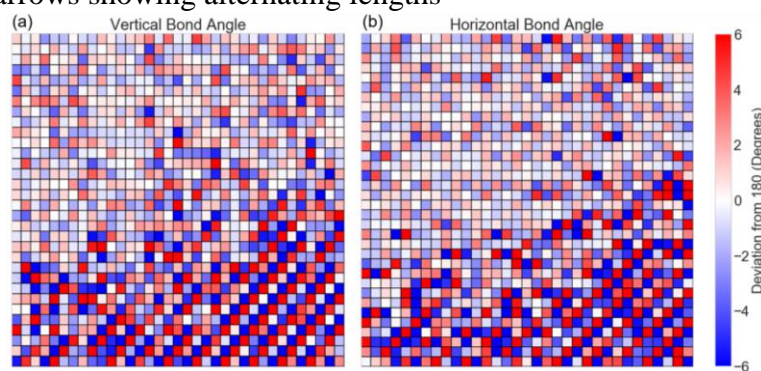 arrows showing alternating lengths
(a) Vertical Bond Angle
(b) Horizontal Bond Angle
6
4
2
0
−2
−4
−6
Deviation from 180 (Degrees)